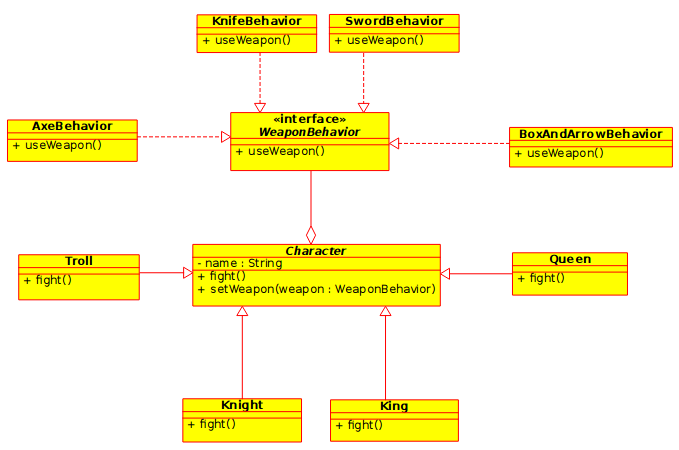 KnifeBehavior
+ useWeapon()
SwordBehavior
+ useWeapon()
AxeBehavior
+ useWeapon()
«interface»
WeaponBehavior
+ useWeapon()
BoxAndArrowBehavior
+ useWeapon()
Troll
+ fight()
Character
- name : String
+ fight()
+ setWeapon(weapon : WeaponBehavior)
Queen
+ fight()
Knight
+ fight()
King
+ fight()